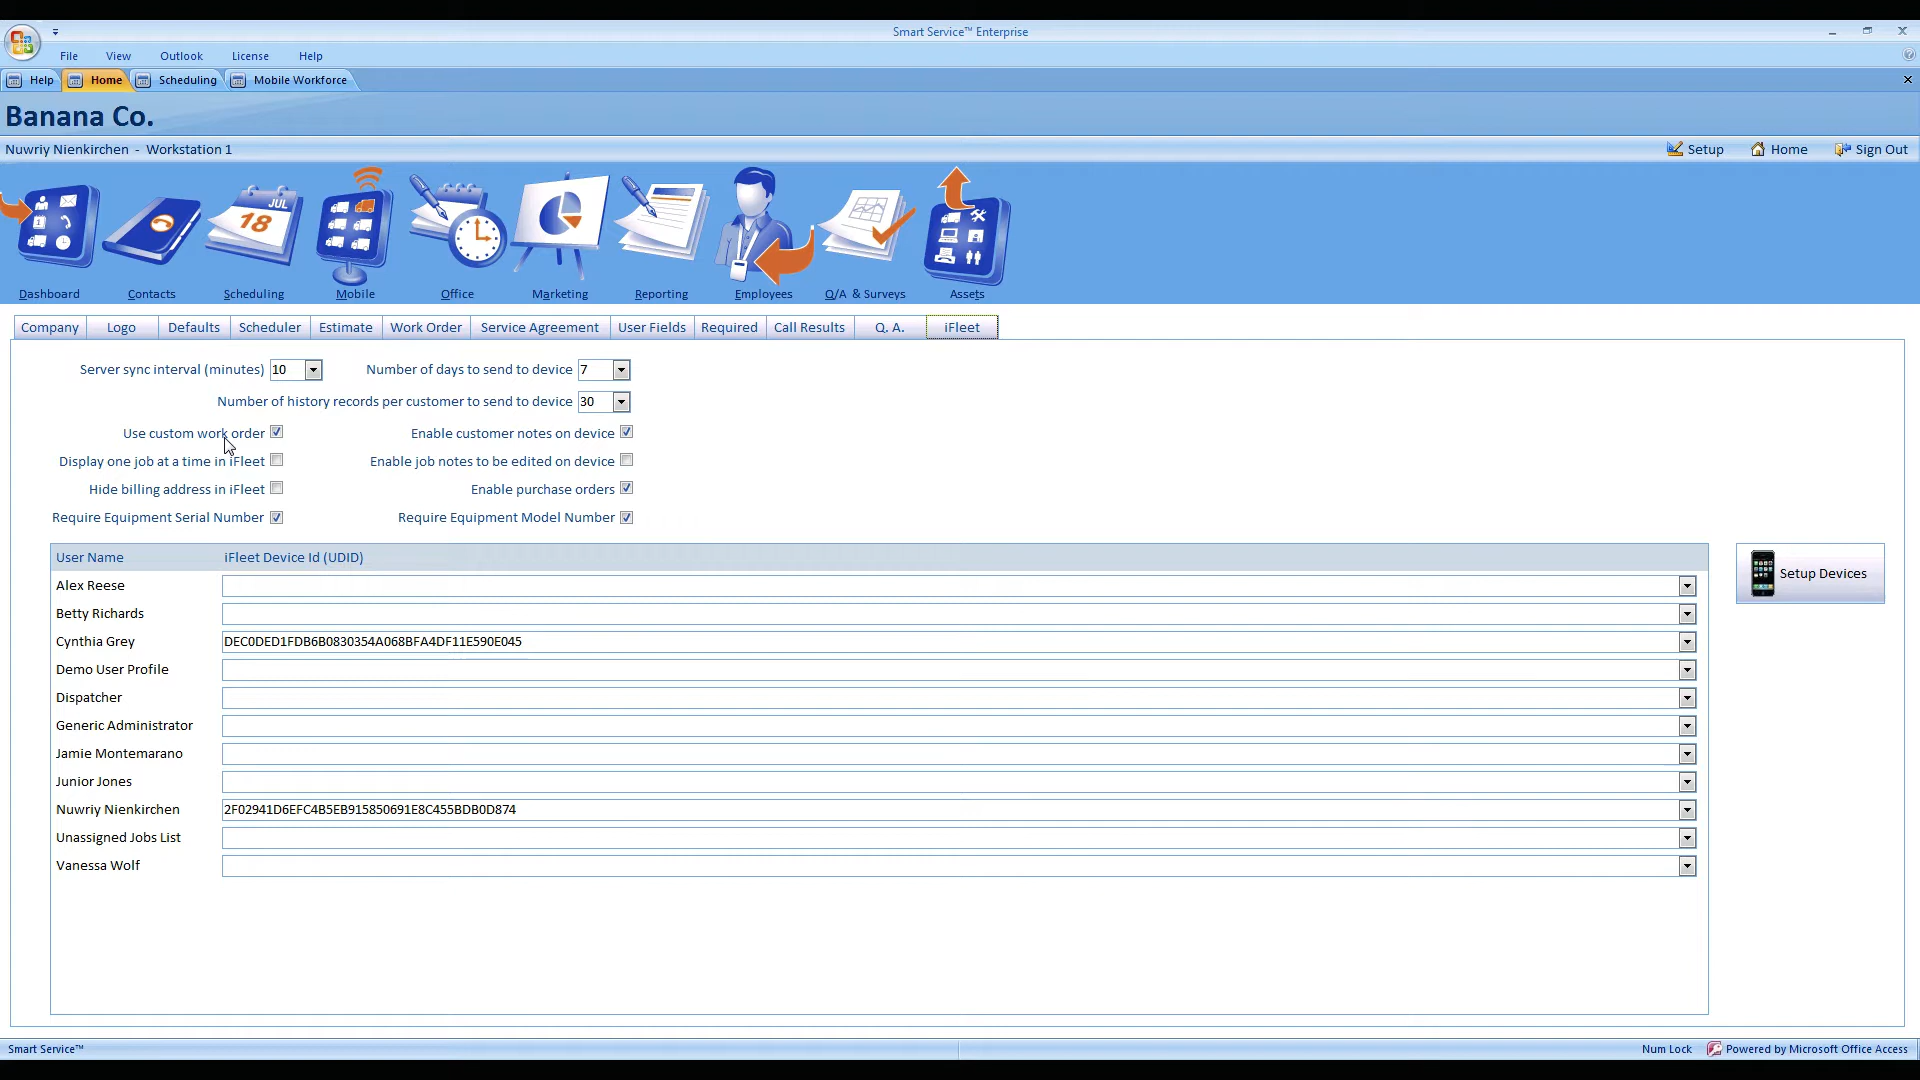 Smart Service™ Enterprise
File View Outlook License Help
Help Home Scheduling Mobile Workforce
Banana Co.
Nuwriy Nienkirchen - Workstation 1 Setup Home Sign Out
JUL
18
Dashboard Contacts Scheduling Mobile Office Marketing Reporting Employees Q/A & Surveys Assets
Company Logo Defaults Scheduler Estimate Work Order Service Agreement User Fields Required Call Results Q. A. iFleet
Server sync interval (minutes) 10 Number of days to send to device 7
Number of history records per customer to send to device 30
Use custom work order Enable customer notes on device
Display one job at a time in iFleet Enable job notes to be edited on device
Hide billing address in iFleet Enable purchase orders
Require Equipment Serial Number Require Equipment Model Number
User Name iFleet Device Id (UDID)
Setup Devices
Alex Reese
Betty Richards
Cynthia Grey DEC0DED1FDB6B0830354A068BFA4DF11E590E045
Demo User Profile
Dispatcher
Generic Administrator
Jamie Montemarano
Junior Jones
Nuwriy Nienkirchen 2F02941D6EFC4B5EB915850691E8C455BDB0D874
Unassigned Jobs List
Vanessa Wolf
Smart Service™ Num Lock Powered by Microsoft Office Access